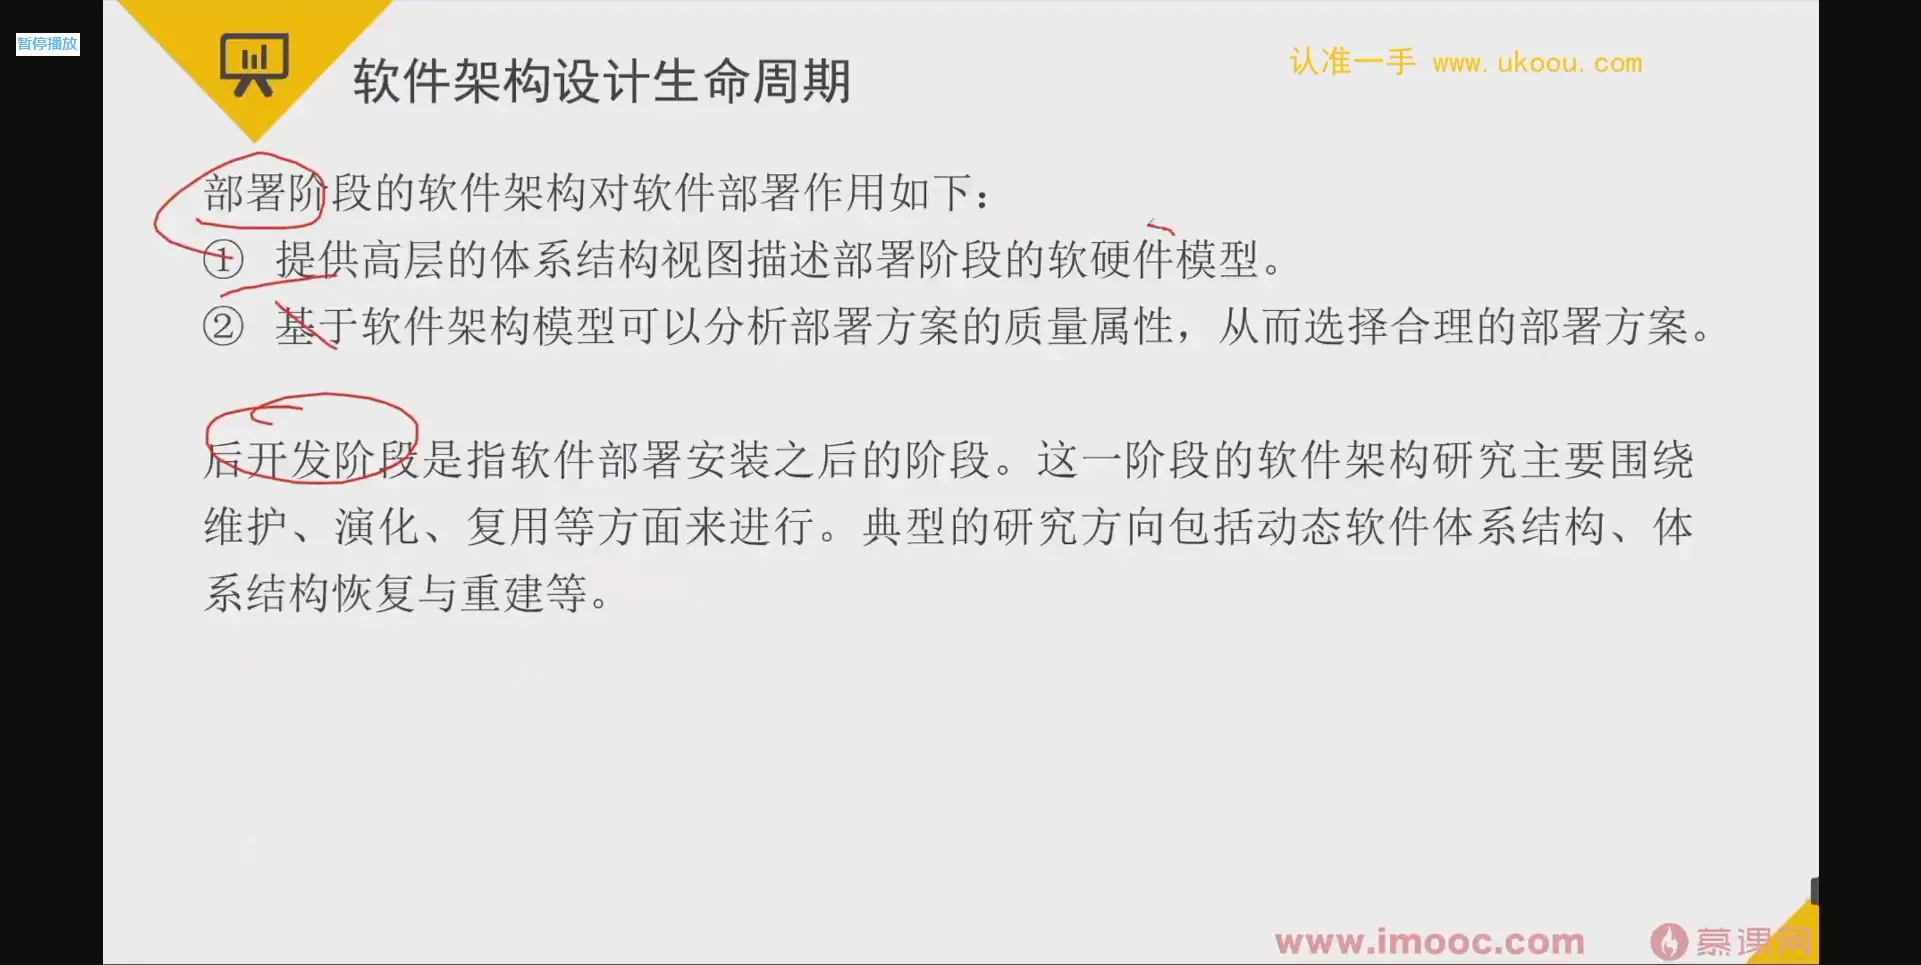 暂停播放
软件架构设计生命周期
认准一手 www.ukoou.com
部署阶段的软件架构对软件部署作用如下：
① 提供高层的体系结构视图描述部署阶段的软硬件模型。
② 基于软件架构模型可以分析部署方案的质量属性，从而选择合理的部署方案。
后开发阶段是指软件部署安装之后的阶段。这一阶段的软件架构研究主要围绕
维护、演化、复用等方面来进行。典型的研究方向包括动态软件体系结构、体
系结构恢复与重建等。
www.imooc.com 慕课网